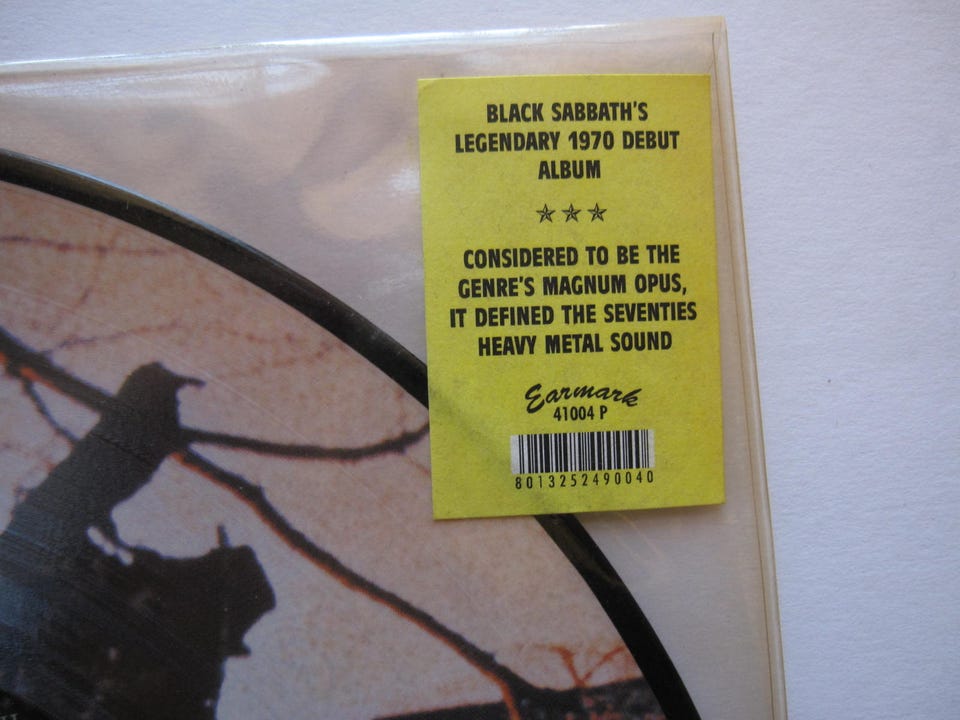 BLACK SABBATH'S
LEGENDARY 1970 DEBUT
ALBUM
CONSIDERED TO BE THE
GENRE'S MAGNUM OPUS,
IT DEFINED THE SEVENTIES
HEAVY METAL SOUND
Earmark
41004 P
8013252490040